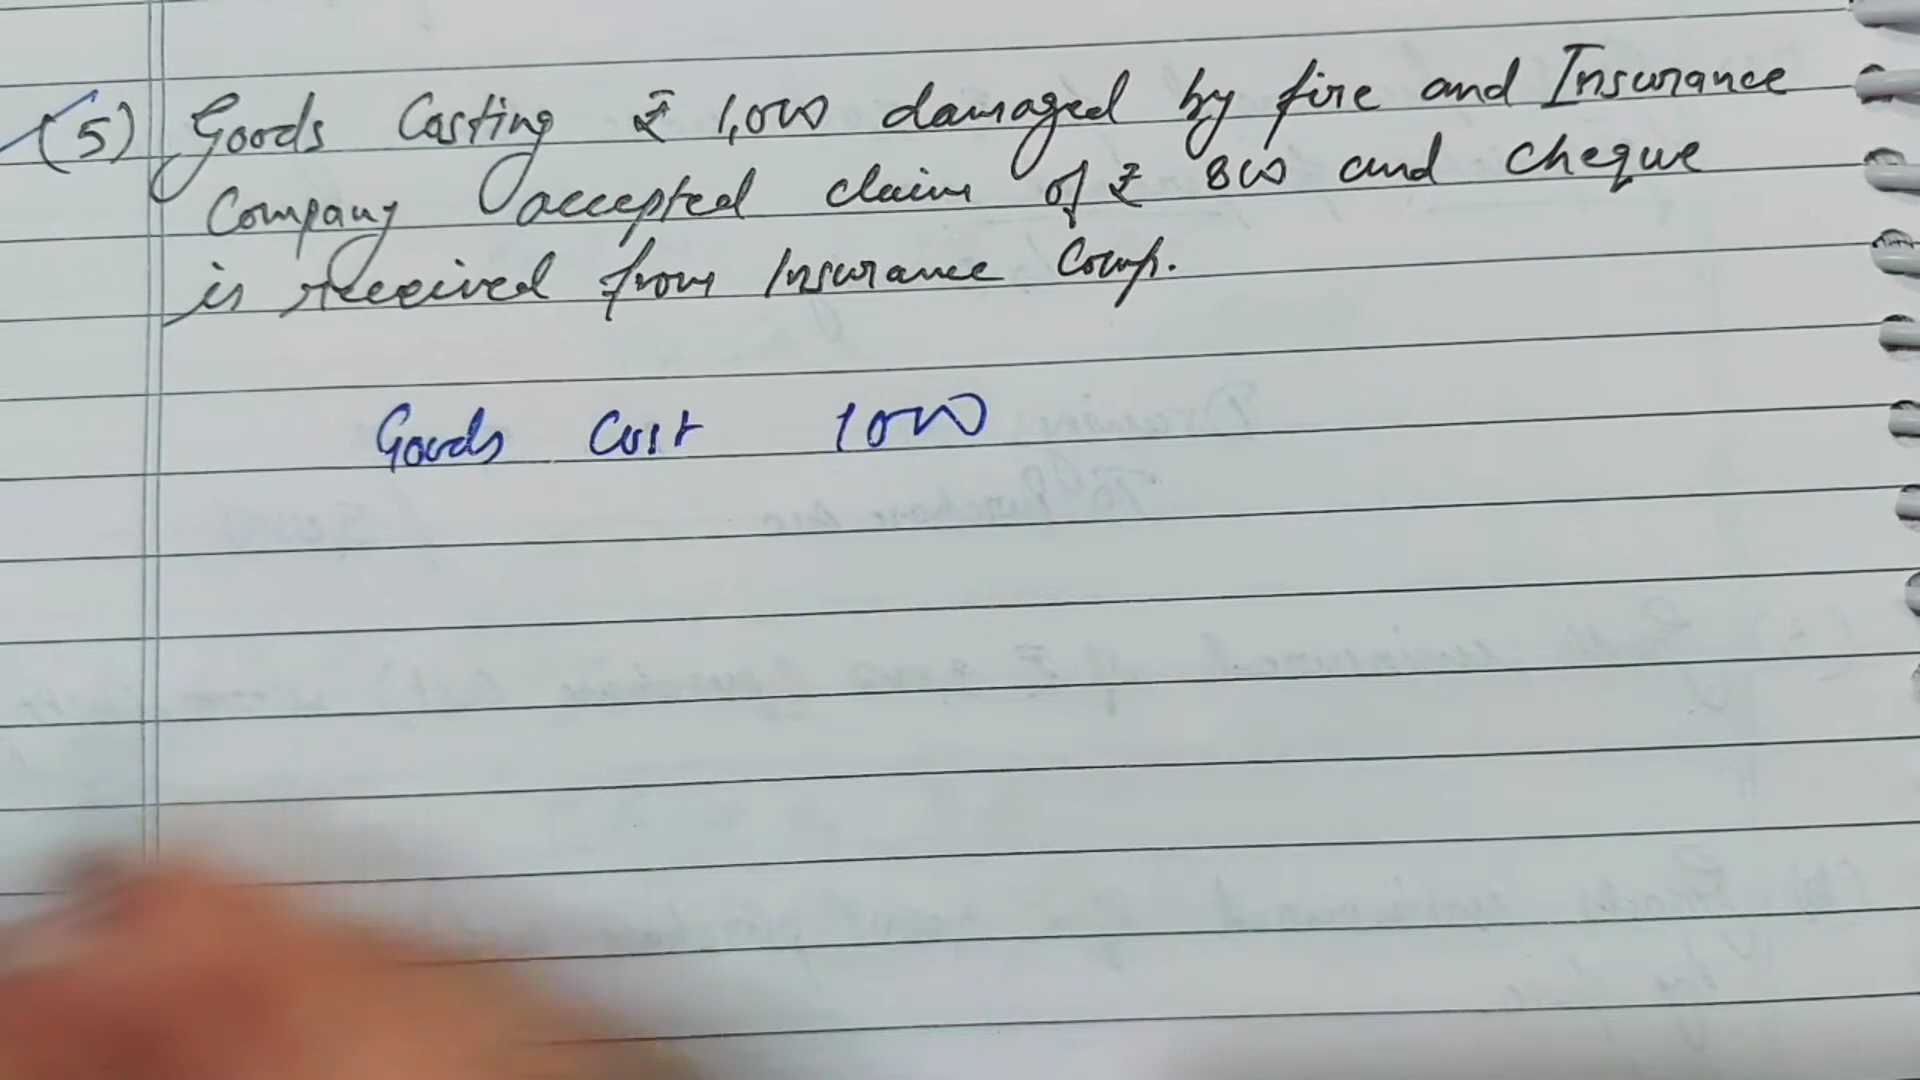 (5) Goods Costing ₹ 1,000 damaged by fire and Insurance
Company accepted claim of ₹ 800 and cheque
is received from Insurance Comp.
Goods Cost 1000